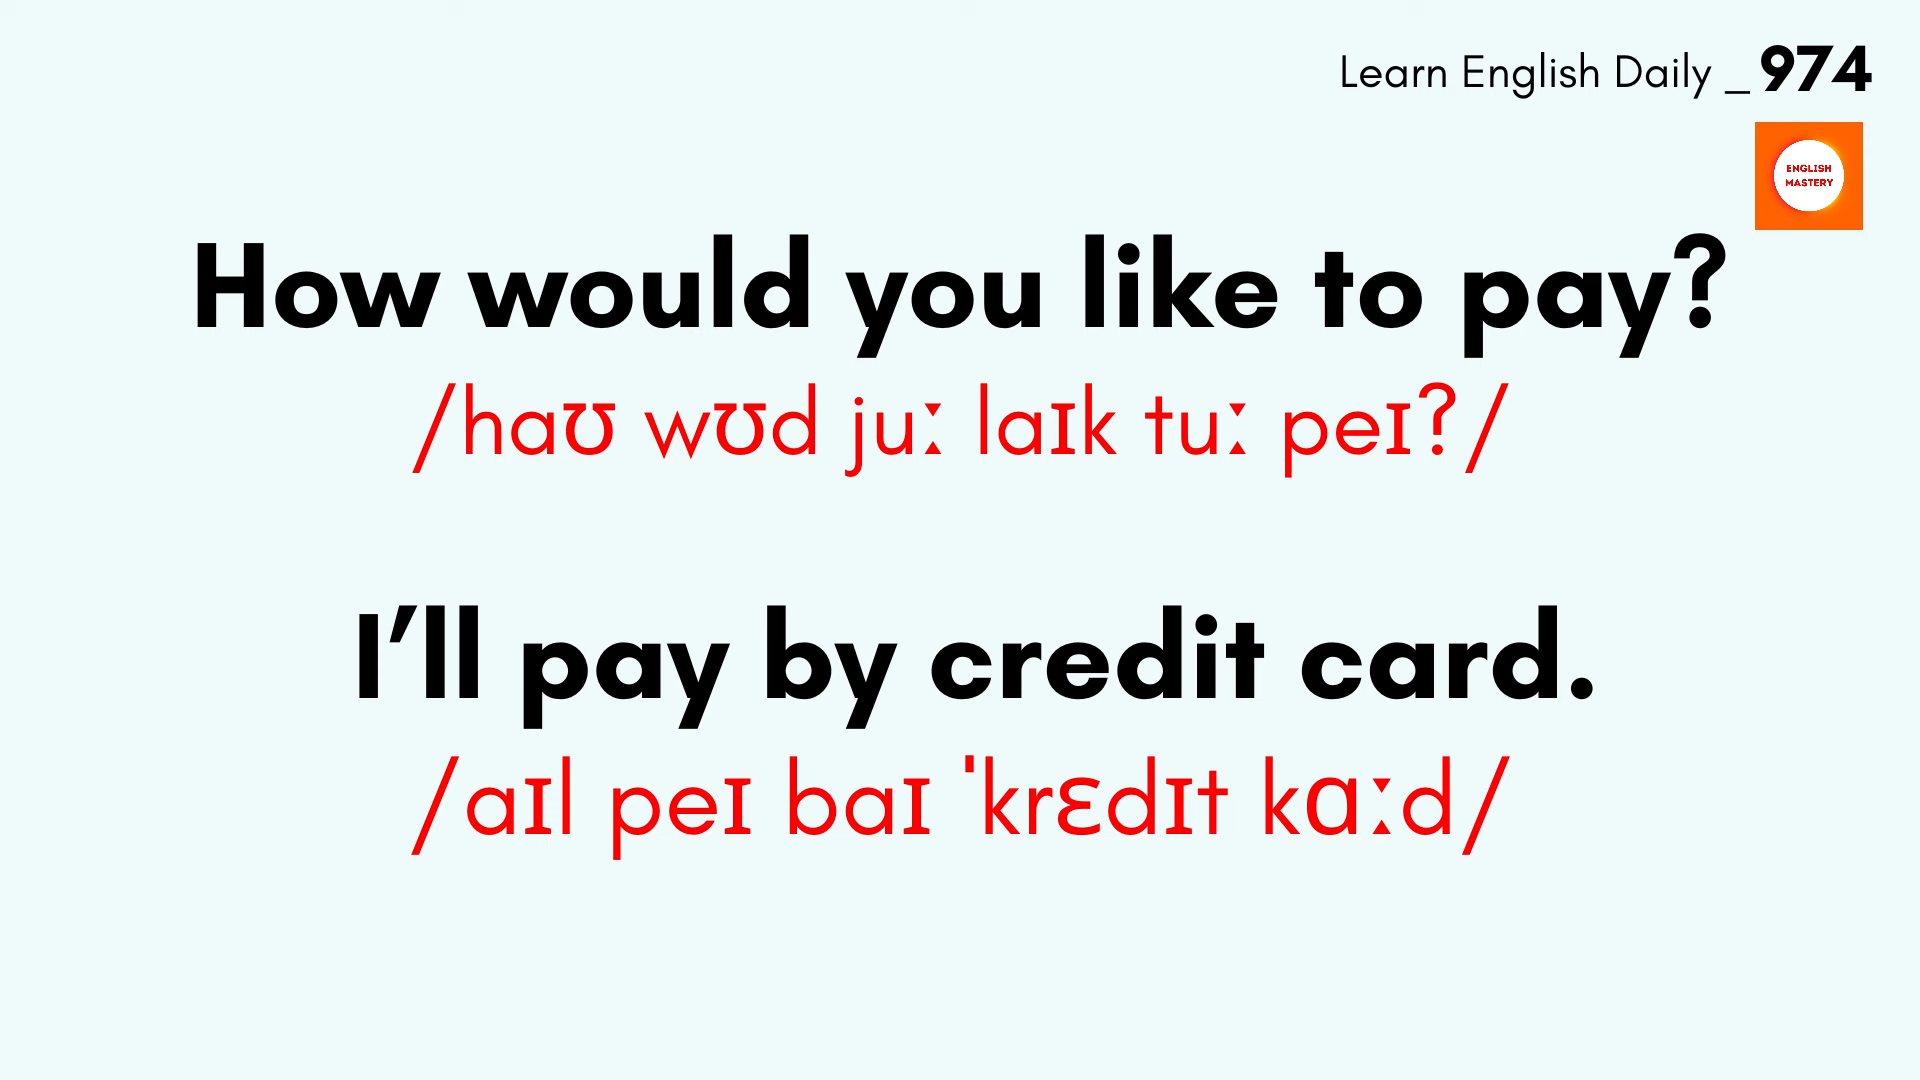 Learn English Daily _ 974
ENGLISH
MASTERY
How would you like to pay?
/haʊ wʊd juː laɪk tuː peɪ?/
I’ll pay by credit card.
/aɪl peɪ baɪ ˈkrɛdɪt kɑːd/